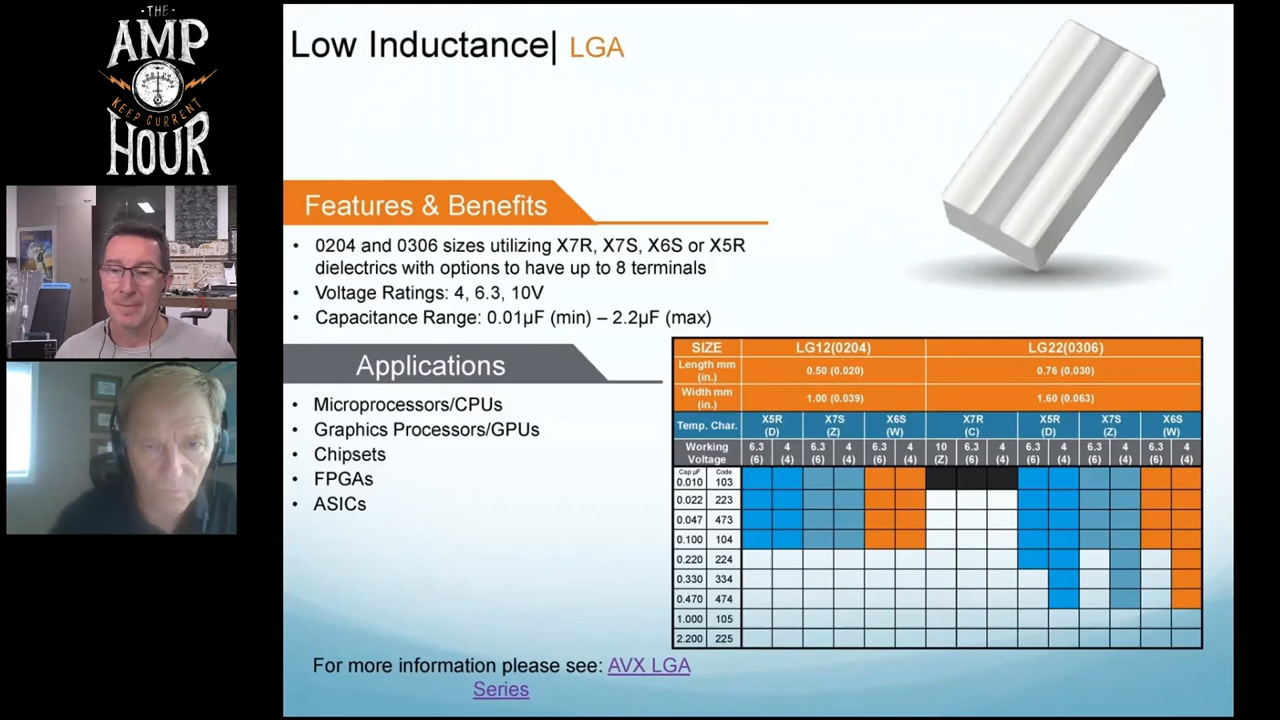 ·THE·
AMP
KEEP CURRENT
HOUR
Low Inductance| LGA
Features & Benefits
• 0204 and 0306 sizes utilizing X7R, X7S, X6S or X5R
dielectrics with options to have up to 8 terminals
• Voltage Ratings: 4, 6.3, 10V
• Capacitance Range: 0.01µF (min) – 2.2µF (max)
Applications
• Microprocessors/CPUs
• Graphics Processors/GPUs
• Chipsets
• FPGAs
• ASICs
SIZE LG12(0204) LG22(0306)
Length mm
(in.) 0.50 (0.020) 0.76 (0.030)
Width mm
(in.) 1.00 (0.039) 1.60 (0.063)
Temp. Char. X5R X7S X6S X7R X5R X7S X6S
(D) (Z) (W) (C) (D) (Z) (W)
Working 6.3 4 6.3 4 6.3 4 10 6.3 4 6.3 4 6.3 4 6.3 4
Voltage (6) (4) (6) (4) (6) (4) (Z) (6) (4) (6) (4) (6) (4) (6) (4)
Cap µF Code
0.010 103
0.022 223
0.047 473
0.100 104
0.220 224
0.330 334
0.470 474
1.000 105
2.200 225
For more information please see: AVX LGA
Series